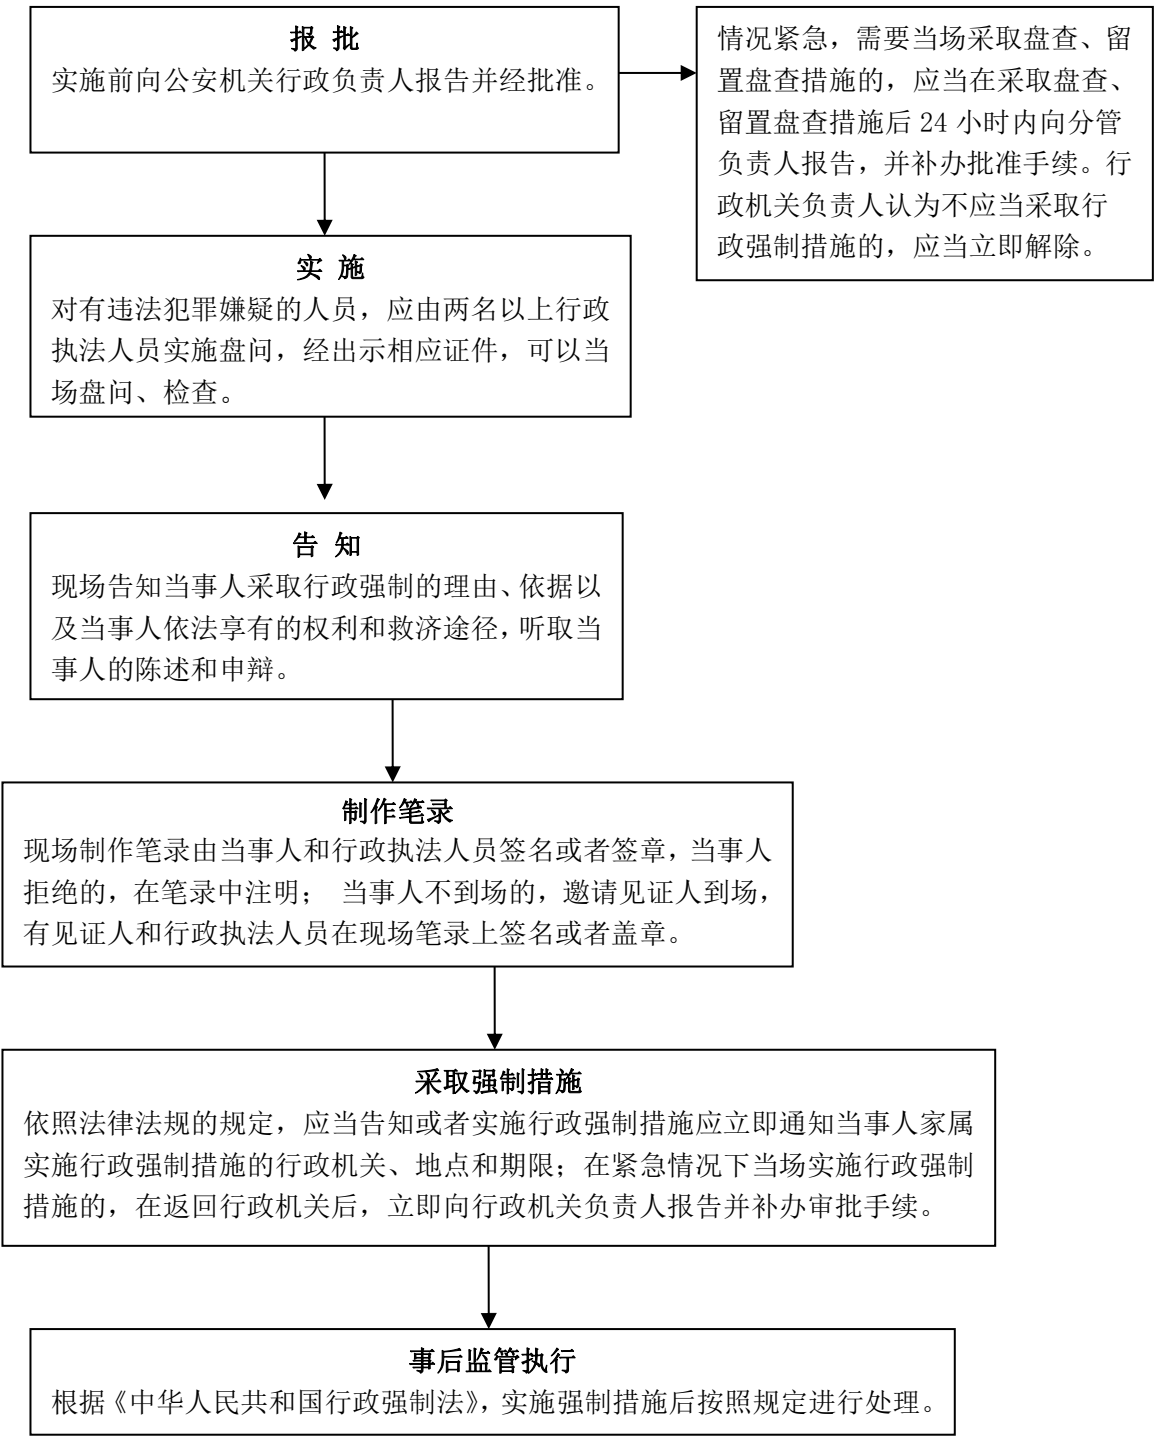 报 批
实施前向公安机关行政负责人报告并经批准。
情况紧急，需要当场采取盘查、留
置盘查措施的，应当在采取盘查、
留置盘查措施后 24 小时内向分管
负责人报告，并补办批准手续。行
政机关负责人认为不应当采取行
政强制措施的，应当立即解除。
实 施
对有违法犯罪嫌疑的人员，应由两名以上行政
执法人员实施盘问，经出示相应证件，可以当
场盘问、检查。
告 知
现场告知当事人采取行政强制的理由、依据以
及当事人依法享有的权利和救济途径，听取当
事人的陈述和申辩。
制作笔录
现场制作笔录由当事人和行政执法人员签名或者签章，当事人
拒绝的，在笔录中注明； 当事人不到场的，邀请见证人到场，
有见证人和行政执法人员在现场笔录上签名或者盖章。
采取强制措施
依照法律法规的规定，应当告知或者实施行政强制措施应立即通知当事人家属
实施行政强制措施的行政机关、地点和期限；在紧急情况下当场实施行政强制
措施的，在返回行政机关后，立即向行政机关负责人报告并补办审批手续。
事后监管执行
根据《中华人民共和国行政强制法》，实施强制措施后按照规定进行处理。